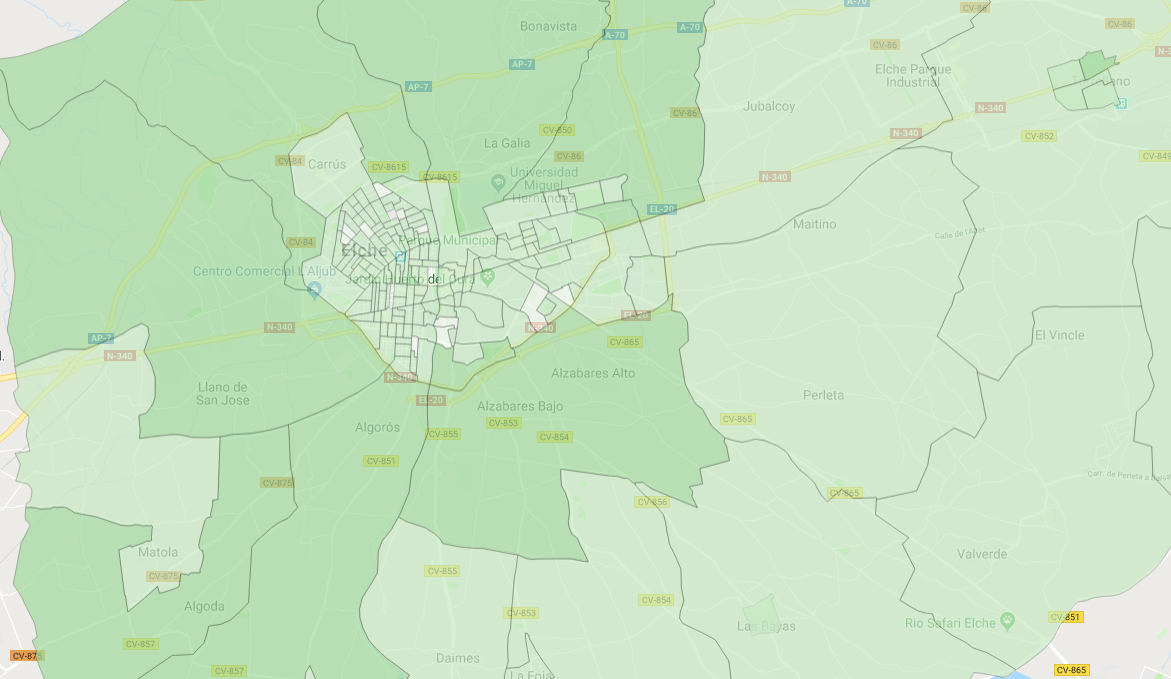 A-70
CV-86
Bonavista
CV-86
A-70
A-70
N-3
CV-86
AP-7
Elche Parque
Industrial
AP-7
Jubalcoy
N-340
CV-86
CV-850
N-340
CV-852
La Galia
CV-86
CV-849
CV-84
Carrús
CV-8615
CV-8615
Universidad
Miguel
Hernández
N-340
EL-20
Maitino
CV-84
Elche
Parque Municipal
Centro Comercial L'Aljub
Jardín Huerto del Cura
N-340
N-340
EL-20
El Vincle
AP-7
N-340
CV-865
l.
Llano de
San Jose
N-340
Alzabares Alto
Perleta
EL-20
Alzabares Bajo
CV-865
Algorós
CV-855
CV-853
CV-854
CV-851
Carr. de Perleta a
CV-875
CV-865
CV-856
Matola
Valverde
CV-875
CV-855
Algoda
CV-853
CV-854
Las Bayas
Rio Safari Elche
CV-851
CV-857
CV-875
Daimes
CV-857
La Foia
CV-865